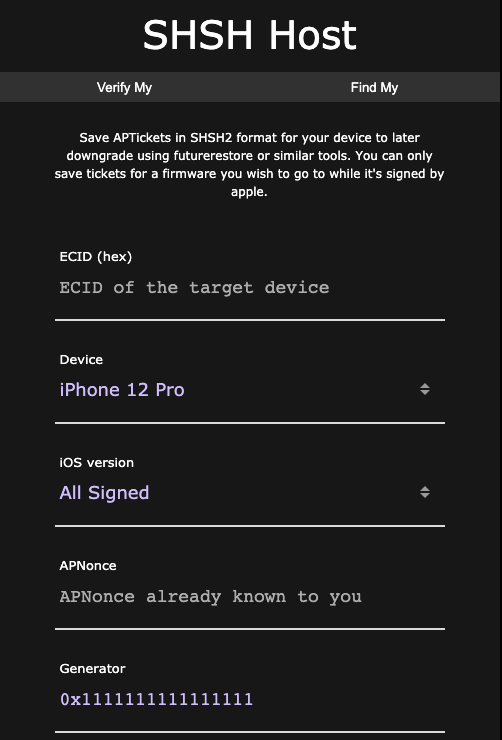 SHSH Host
Verify My
Find My
Save APTickets in SHSH2 format for your device to later
downgrade using futurerestore or similar tools. You can only
save tickets for a firmware you wish to go to while it's signed by
apple.
ECID (hex)
ECID of the target device
Device
iPhone 12 Pro
iOS version
All Signed
APNonce
APNonce already known to you
Generator
0x1111111111111111